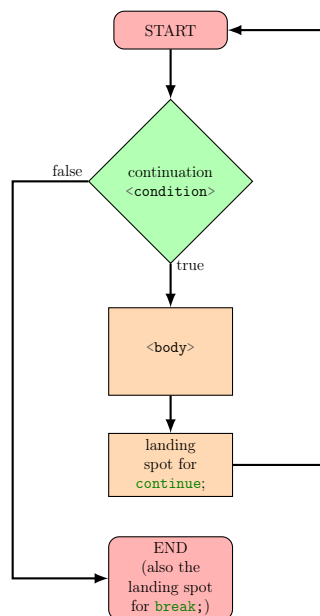 START
continuation
<condition>
false
true
<body>
landing
spot for
continue;
END
(also the
landing spot
for break;)